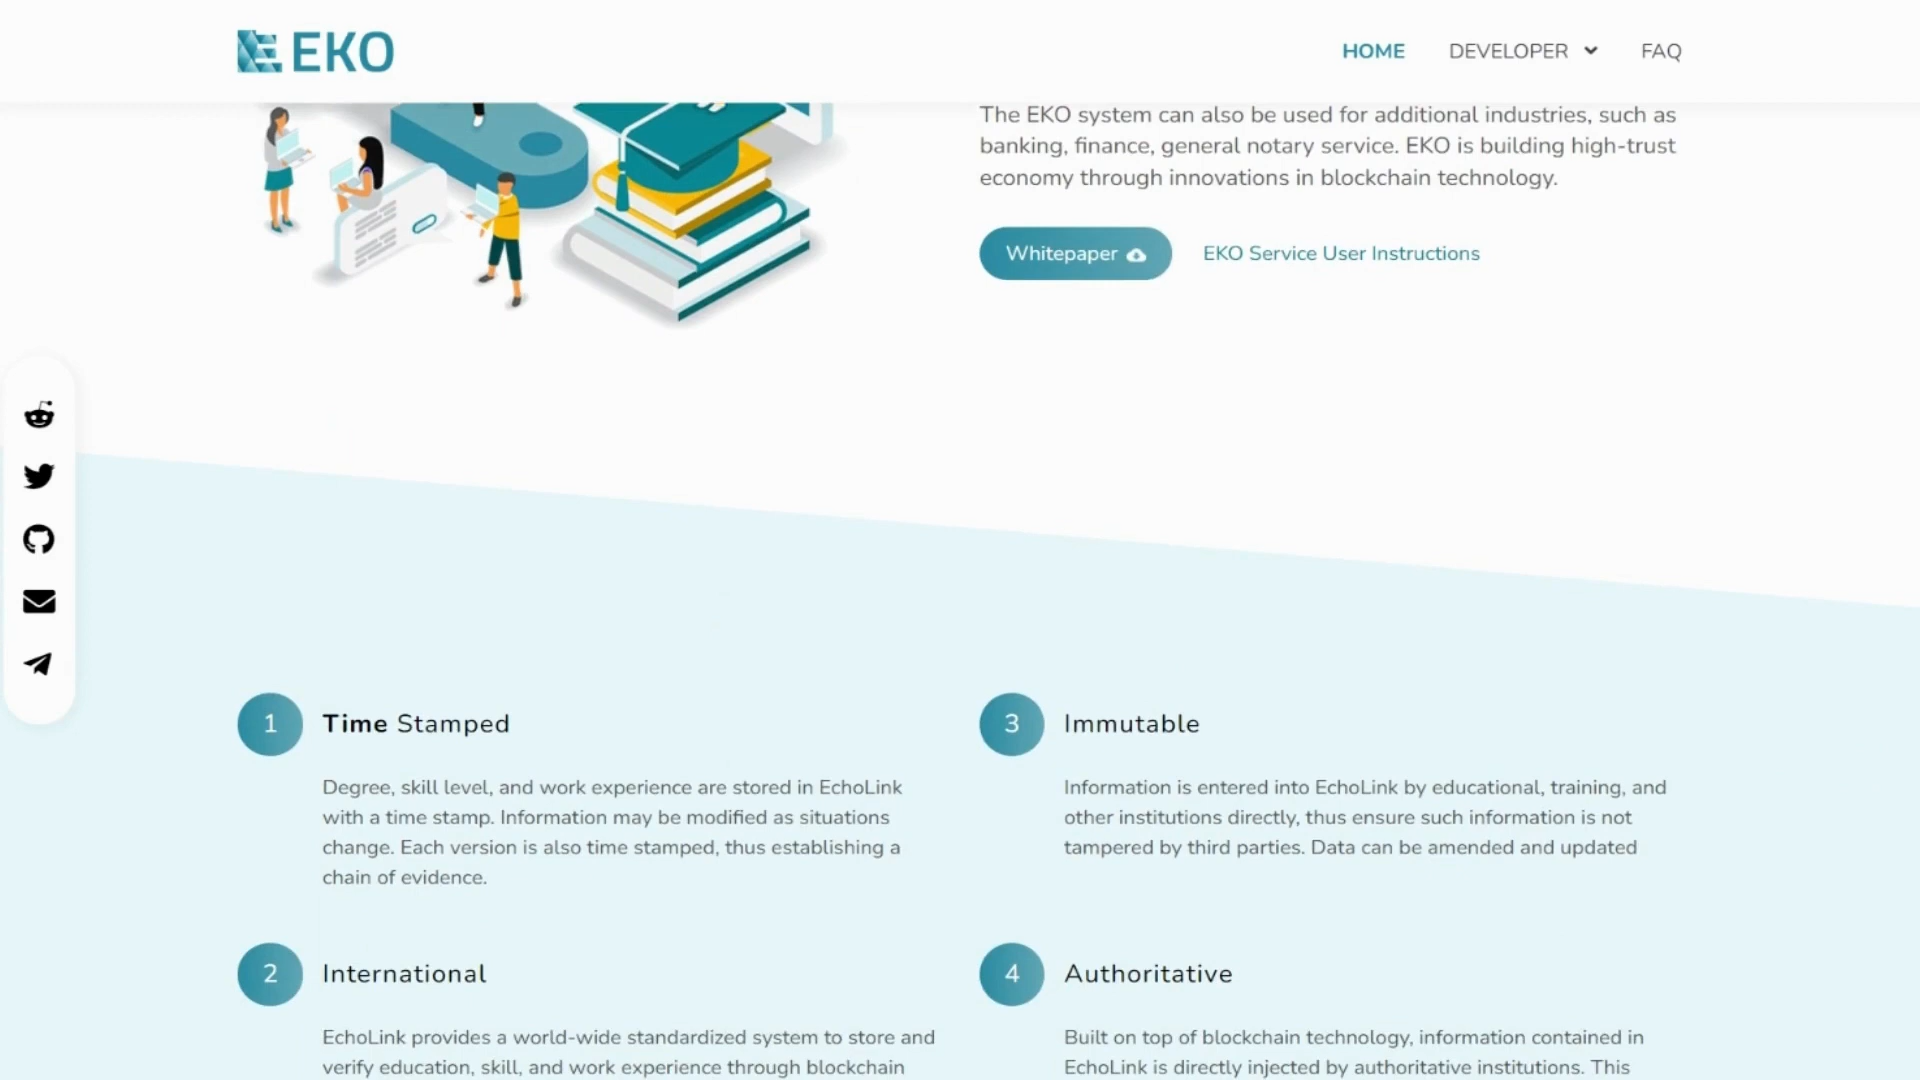 EKO
HOME
DEVELOPER
FAQ
The EKO system can also be used for additional industries, such as
banking, finance, general notary service. EKO is building high-trust
economy through innovations in blockchain technology.
Whitepaper
EKO Service User Instructions
1
Time Stamped
Degree, skill level, and work experience are stored in EchoLink
with a time stamp. Information may be modified as situations
change. Each version is also time stamped, thus establishing a
chain of evidence.
2
International
EchoLink provides a world-wide standardized system to store and
verify education, skill, and work experience through blockchain
3
Immutable
Information is entered into EchoLink by educational, training, and
other institutions directly, thus ensure such information is not
tampered by third parties. Data can be amended and updated
4
Authoritative
Built on top of blockchain technology, information contained in
EchoLink is directly injected by authoritative institutions. This